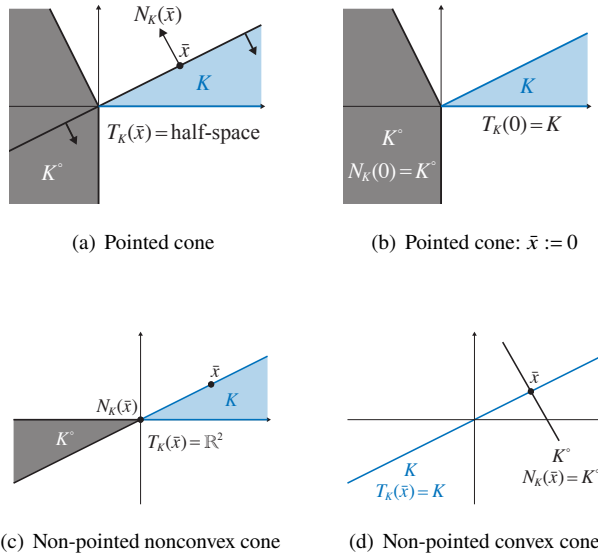 N_K(x̄)
x̄
K
T_K(x̄) = half-space
K°
(a) Pointed cone
K
T_K(0) = K
K°
N_K(0) = K°
(b) Pointed cone: x̄ := 0
x̄
N_K(x̄)
K
K°
T_K(x̄) = ℝ²
(c) Non-pointed nonconvex cone
x̄
K
T_K(x̄) = K
K°
N_K(x̄) = K°
(d) Non-pointed convex cone